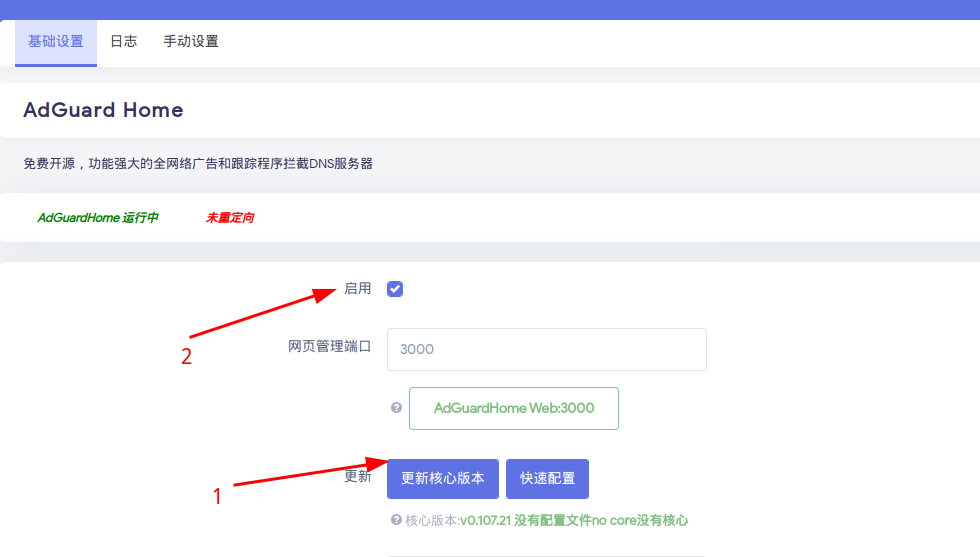 基础设置 日志 手动设置
AdGuard Home
免费开源，功能强大的全网络广告和跟踪程序拦截DNS服务器
AdGuardHome 运行中 未重定向
启用
2
网页管理端口 3000
AdGuardHome Web:3000
更新 更新核心版本 快速配置
1
核心版本:v0.107.21 没有配置文件no core没有核心